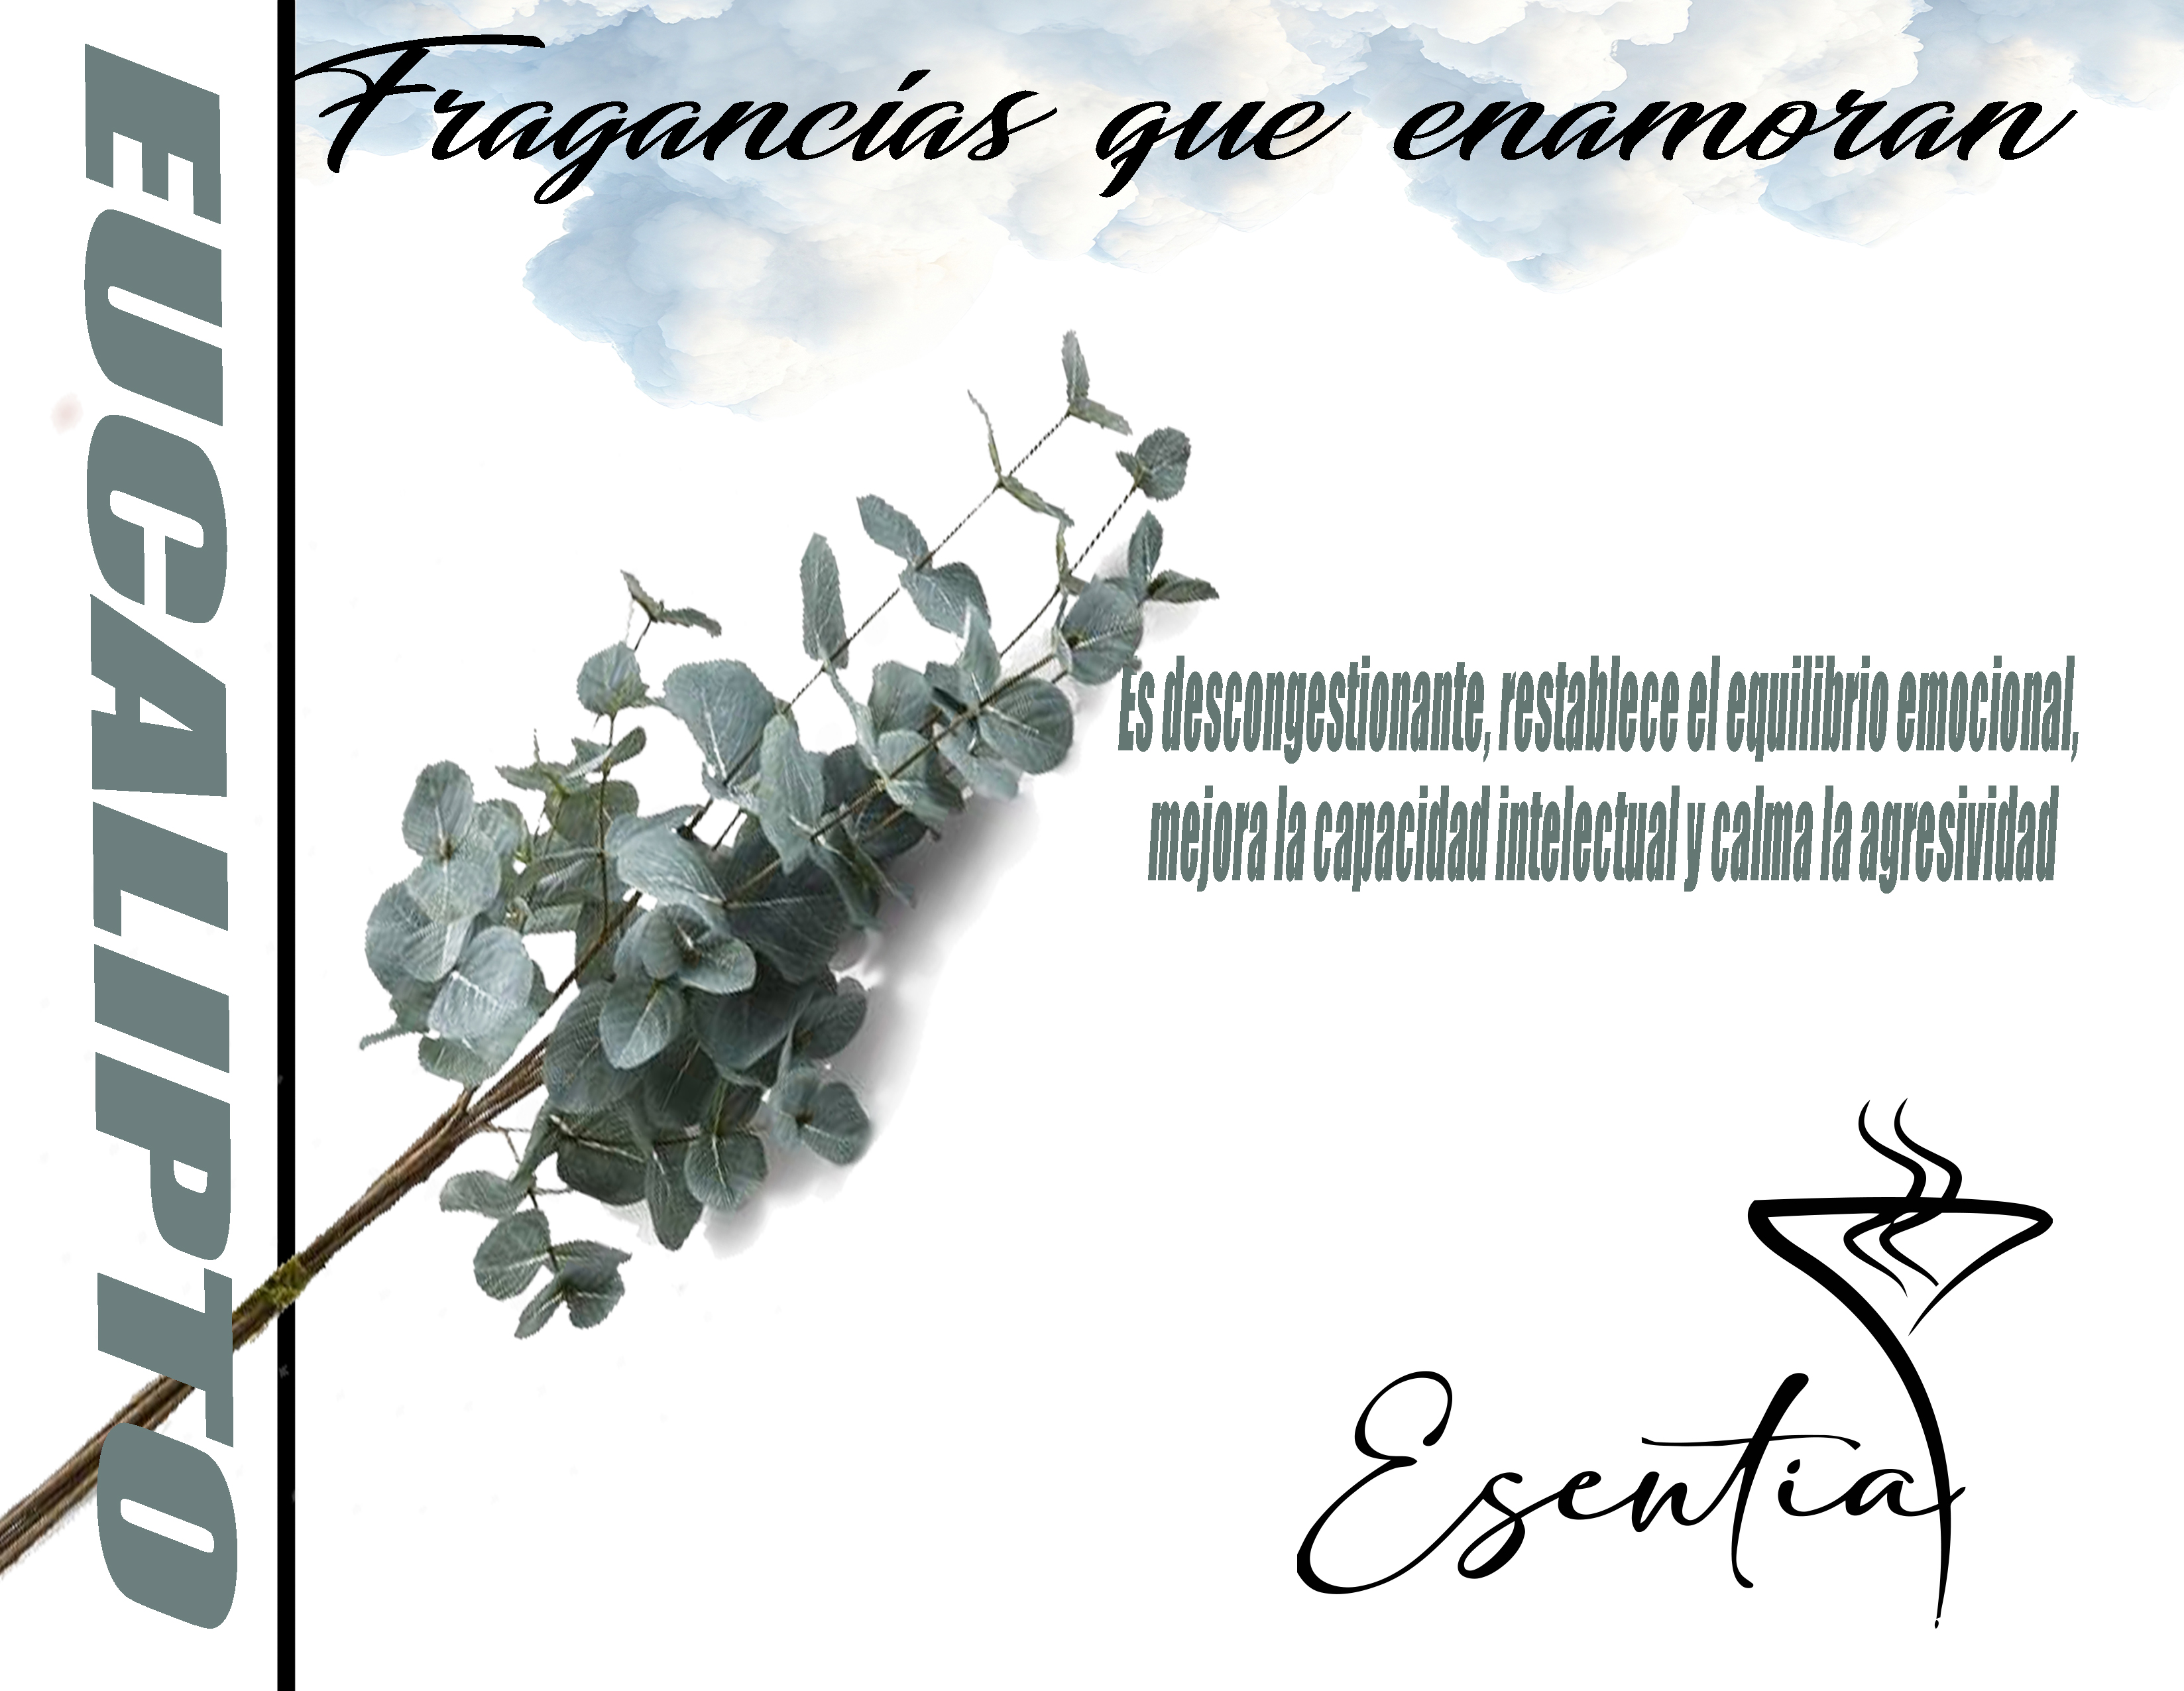 EUCALIPTO
Fragancias que enamoran
Es descongestionante, restablece el equilibrio emocional,
mejora la capacidad intelectual y calma la agresividad
Esentia